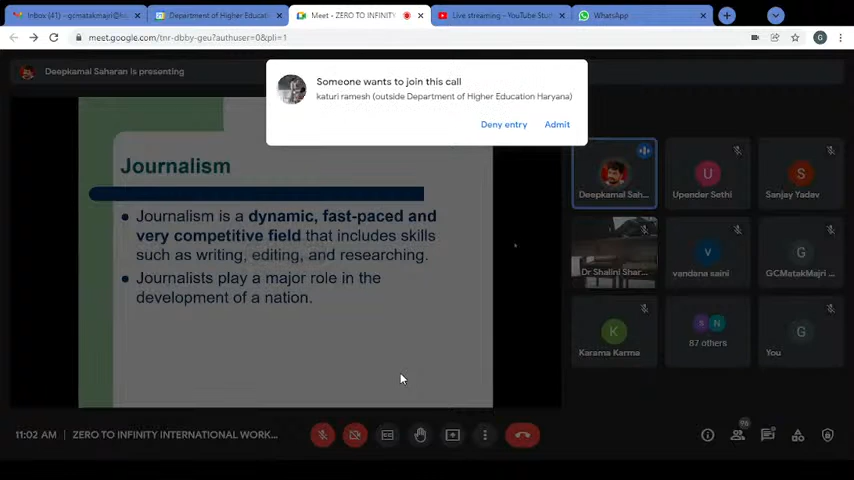 Inbox (41) – grimatakmajri@h
Department of Higher Educatio
Meet – ZERO TO INFINITY
Live streaming – YouTube Stud
WhatsApp
meet.google.com/tnr-dbby-geu?authuser=0&pli=1
G
Deepkamal Saharan is presenting
Someone wants to join this call
katuri ramesh (outside Department of Higher Education Haryana)
Deny entry
Admit
Journalism
Journalism is a dynamic, fast-paced and
very competitive field that includes skills
such as writing, editing, and researching.
Journalists play a major role in the
development of a nation.
Deepkamal Sah...
U
Upender Sethi
S
Sanjay Yadav
Dr Shalini Shar...
v
vandana saini
G
GCMatakMajri ...
K
Karama Karma
S N
87 others
G
You
11:02 AM | ZERO TO INFINITY INTERNATIONAL WORK...
96